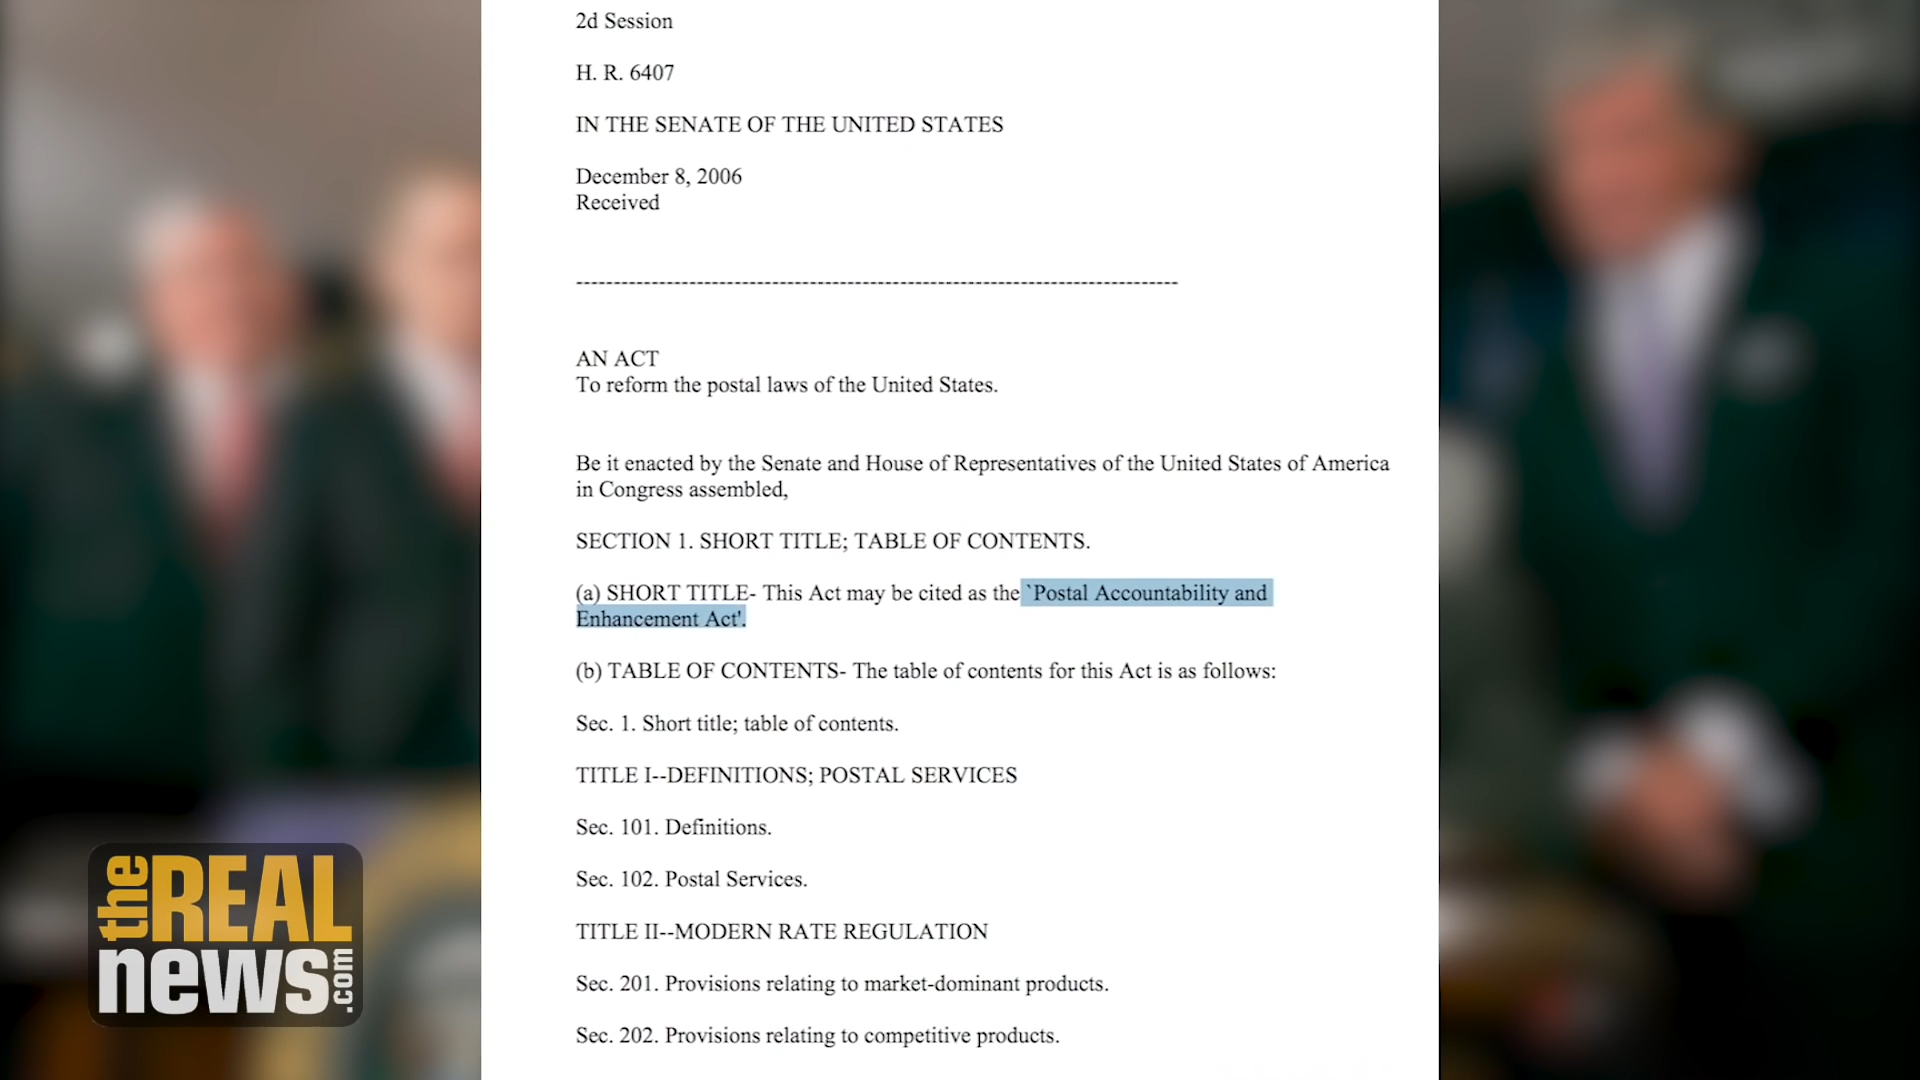 2d Session
H. R. 6407
IN THE SENATE OF THE UNITED STATES
December 8, 2006
Received
--------------------------------------------------------------------------------
AN ACT
To reform the postal laws of the United States.
Be it enacted by the Senate and House of Representatives of the United States of America
in Congress assembled,
SECTION 1. SHORT TITLE; TABLE OF CONTENTS.
(a) SHORT TITLE- This Act may be cited as the `Postal Accountability and
Enhancement Act'.
(b) TABLE OF CONTENTS- The table of contents for this Act is as follows:
Sec. 1. Short title; table of contents.
TITLE I--DEFINITIONS; POSTAL SERVICES
Sec. 101. Definitions.
Sec. 102. Postal Services.
TITLE II--MODERN RATE REGULATION
Sec. 201. Provisions relating to market-dominant products.
Sec. 202. Provisions relating to competitive products.
the REAL
news.com